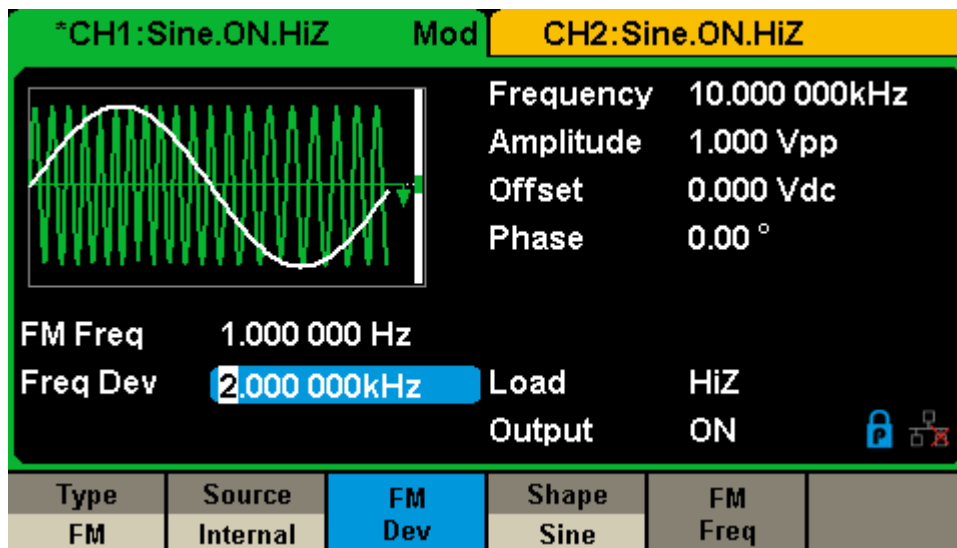 *CH1:Sine.ON.HiZ Mod CH2:Sine.ON.HiZ
Frequency 10.000 000kHz
Amplitude 1.000 Vpp
Offset 0.000 Vdc
Phase 0.00 °
FM Freq 1.000 000 Hz
Freq Dev 2.000 000kHz Load HiZ
Output ON P
Type Source FM Shape FM
FM Internal Dev Sine Freq